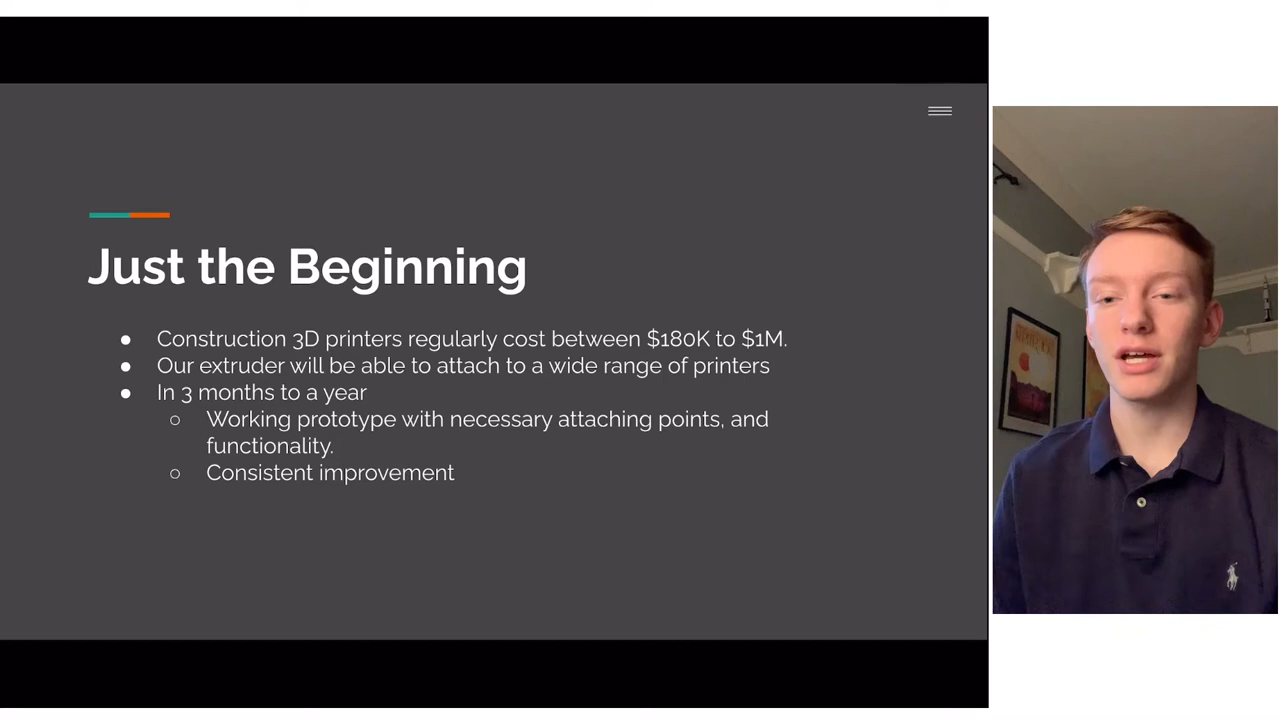 Just the Beginning
● Construction 3D printers regularly cost between $180K to $1M.
● Our extruder will be able to attach to a wide range of printers
● In 3 months to a year
○ Working prototype with necessary attaching points, and
functionality.
○ Consistent improvement